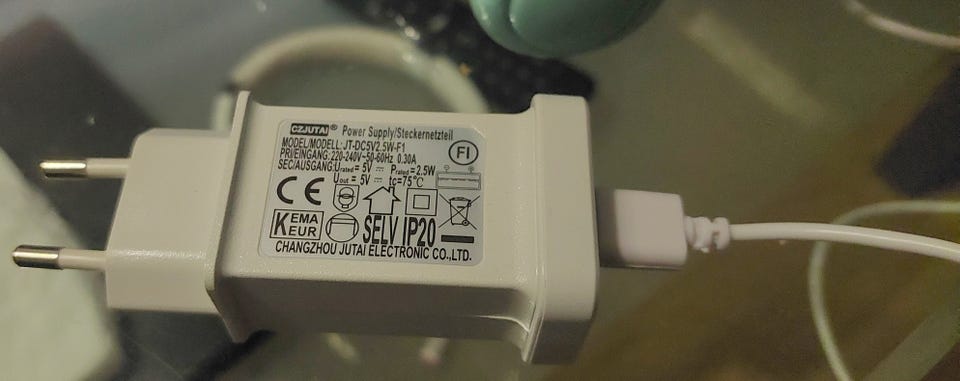 CZJUTAI® Power Supply/Steckernetzteil
MODEL/MODELL: JT-DC5V2.5W-F1
PRI/EINGANG: 220-240V~50-60Hz 0.30A
SEC/AUSGANG: Urated = 5V ⎓ Prated = 2.5W
Uout = 5V ⎓ tc=75℃
FI
CE
KEMA
KEUR
SELV IP20
CHANGZHOU JUTAI ELECTRONIC CO.,LTD.